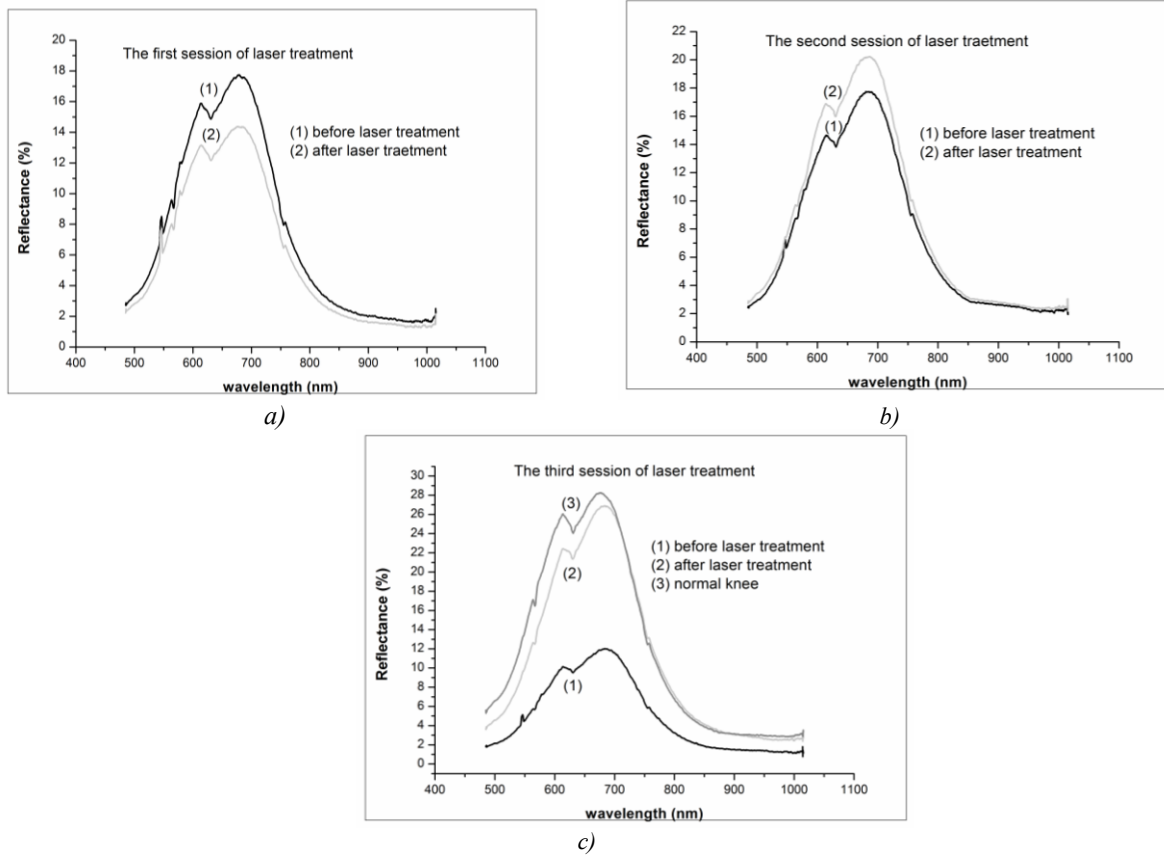 The first session of laser treatment
(1)
(2)
(1) before laser treatment
(2) after laser traetment
Reflectance (%)
20
18
16
14
12
10
8
6
4
2
0
400 500 600 700 800 900 1000 1100
wavelength (nm)
a)
The second session of laser traetment
(2)
(1)
(1) before laser treatment
(2) after laser treatment
Reflectance (%)
22
20
18
16
14
12
10
8
6
4
2
0
400 500 600 700 800 900 1000 1100
wavelength (nm)
b)
The third session of laser treatment
(3)
(2)
(1)
(1) before laser treatment
(2) after laser treatment
(3) normal knee
Reflectance (%)
30
28
26
24
22
20
18
16
14
12
10
8
6
4
2
0
400 500 600 700 800 900 1000 1100
wavelength (nm)
c)